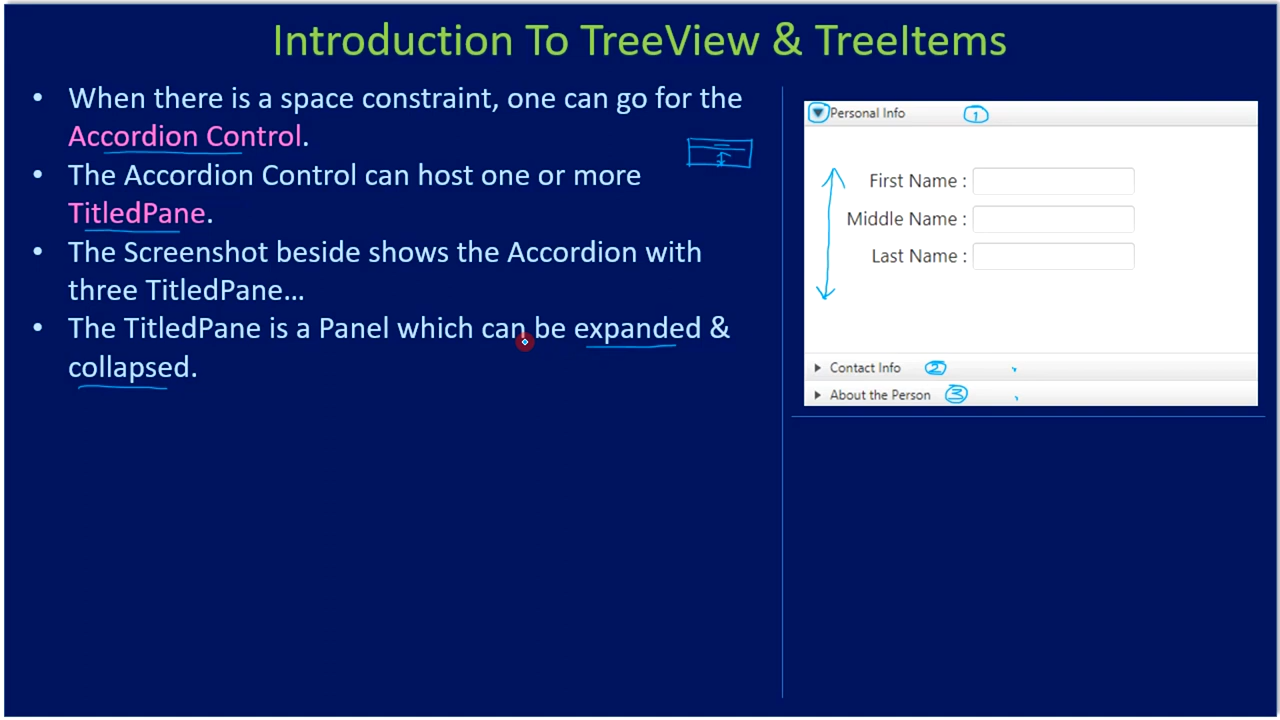 Introduction To TreeView & TreeItems
• When there is a space constraint, one can go for the
Accordion Control.
• The Accordion Control can host one or more
TitledPane.
• The Screenshot beside shows the Accordion with
three TitledPane...
• The TitledPane is a Panel which can be expanded &
collapsed.
Personal Info 1
First Name :
Middle Name :
Last Name :
Contact Info 2
About the Person 3